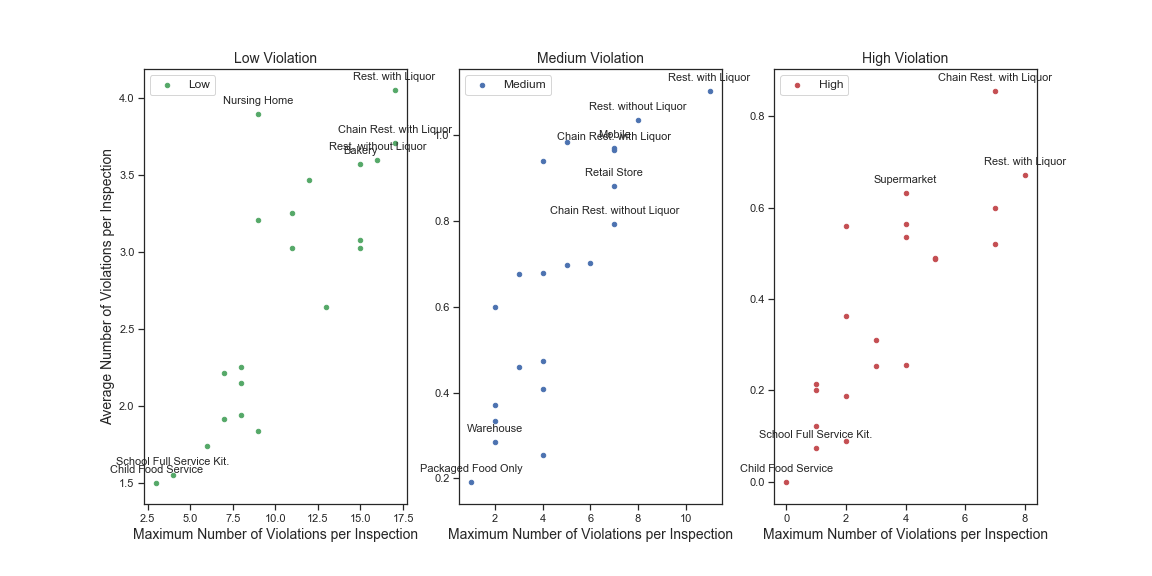 Low Violation
Low
Rest. with Liquor
Nursing Home
Chain Rest. with Liquor
Rest. without Liquor
Bakery
School Full Service Kit.
Child Food Service
4.0
3.5
3.0
2.5
2.0
1.5
Average Number of Violations per Inspection
2.5 5.0 7.5 10.0 12.5 15.0 17.5
Maximum Number of Violations per Inspection
Medium Violation
Medium
Rest. with Liquor
Rest. without Liquor
Mobile
Chain Rest. with Liquor
Retail Store
Chain Rest. without Liquor
Warehouse
Packaged Food Only
1.0
0.8
0.6
0.4
0.2
2 4 6 8 10
Maximum Number of Violations per Inspection
High Violation
High
Chain Rest. with Liquor
Rest. with Liquor
Supermarket
School Full Service Kit.
Child Food Service
0.8
0.6
0.4
0.2
0.0
0 2 4 6 8
Maximum Number of Violations per Inspection